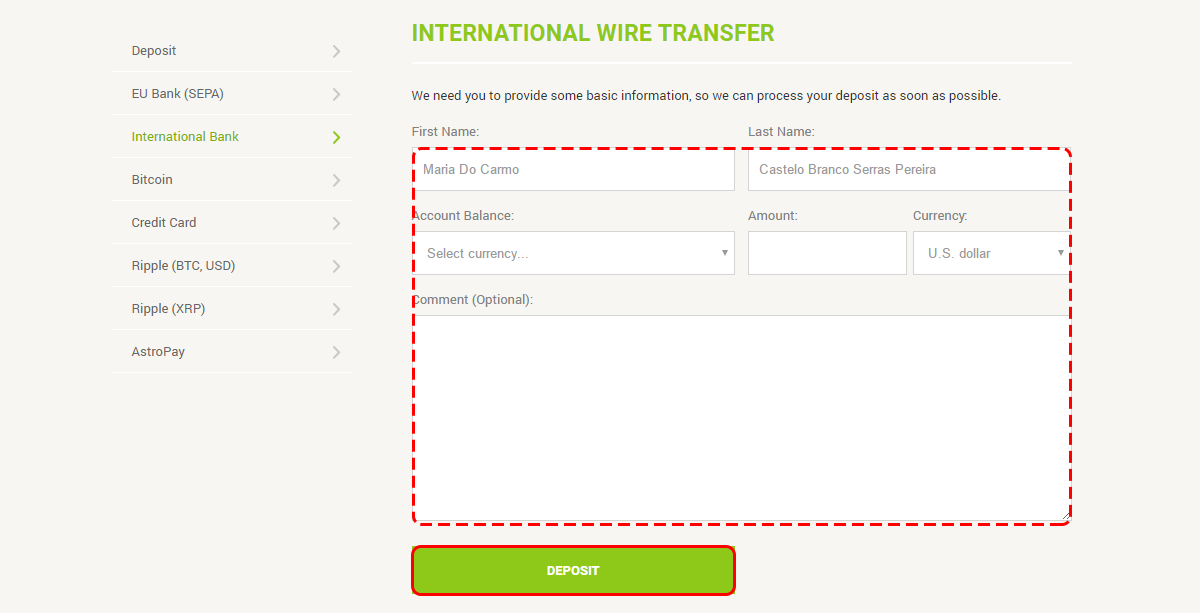 Deposit
EU Bank (SEPA)
International Bank
Bitcoin
Credit Card
Ripple (BTC, USD)
Ripple (XRP)
AstroPay
INTERNATIONAL WIRE TRANSFER
We need you to provide some basic information, so we can process your deposit as soon as possible.
First Name: Last Name:
Maria Do Carmo Castelo Branco Serras Pereira
Account Balance: Amount: Currency:
Select currency... U.S. dollar
Comment (Optional):
DEPOSIT